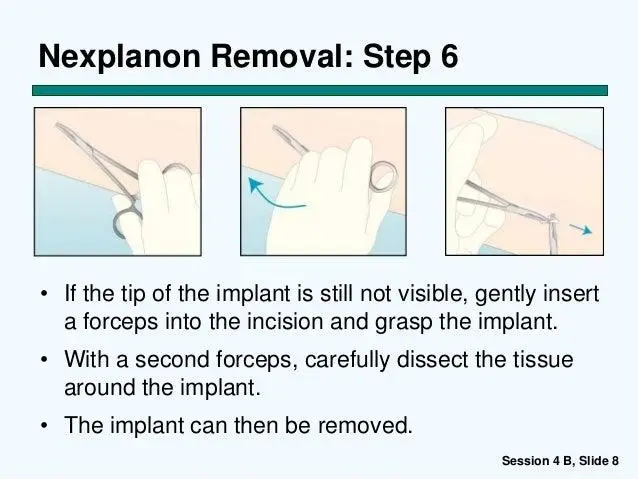 Nexplanon Removal: Step 6
• If the tip of the implant is still not visible, gently insert
a forceps into the incision and grasp the implant.
• With a second forceps, carefully dissect the tissue
around the implant.
• The implant can then be removed.
Session 4 B, Slide 8